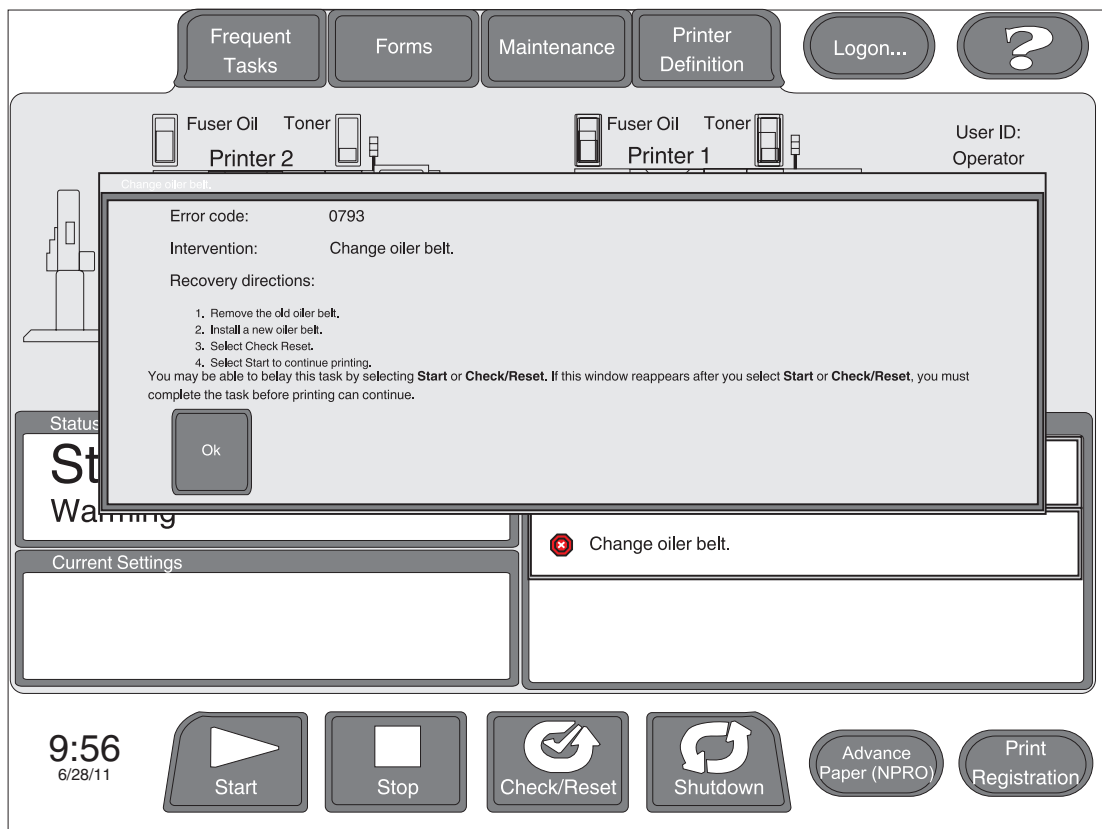 Frequent
Tasks
Forms
Maintenance
Printer
Definition
Logon...
?
Fuser Oil
Toner
Printer 2
Fuser Oil
Toner
Printer 1
User ID:
Operator
Change oiler belt.
Error code: 0793
Intervention: Change oiler belt.
Recovery directions:
1. Remove the old oiler belt.
2. Install a new oiler belt.
3. Select Check Reset.
4. Select Start to continue printing.
You may be able to belay this task by selecting Start or Check/Reset. If this window reappears after you select Start or Check/Reset, you must
complete the task before printing can continue.
Ok
Status
St
Warming
Change oiler belt.
Current Settings
9:56
6/28/11
Start
Stop
Check/Reset
Shutdown
Advance
Paper (NPRO)
Print
Registration